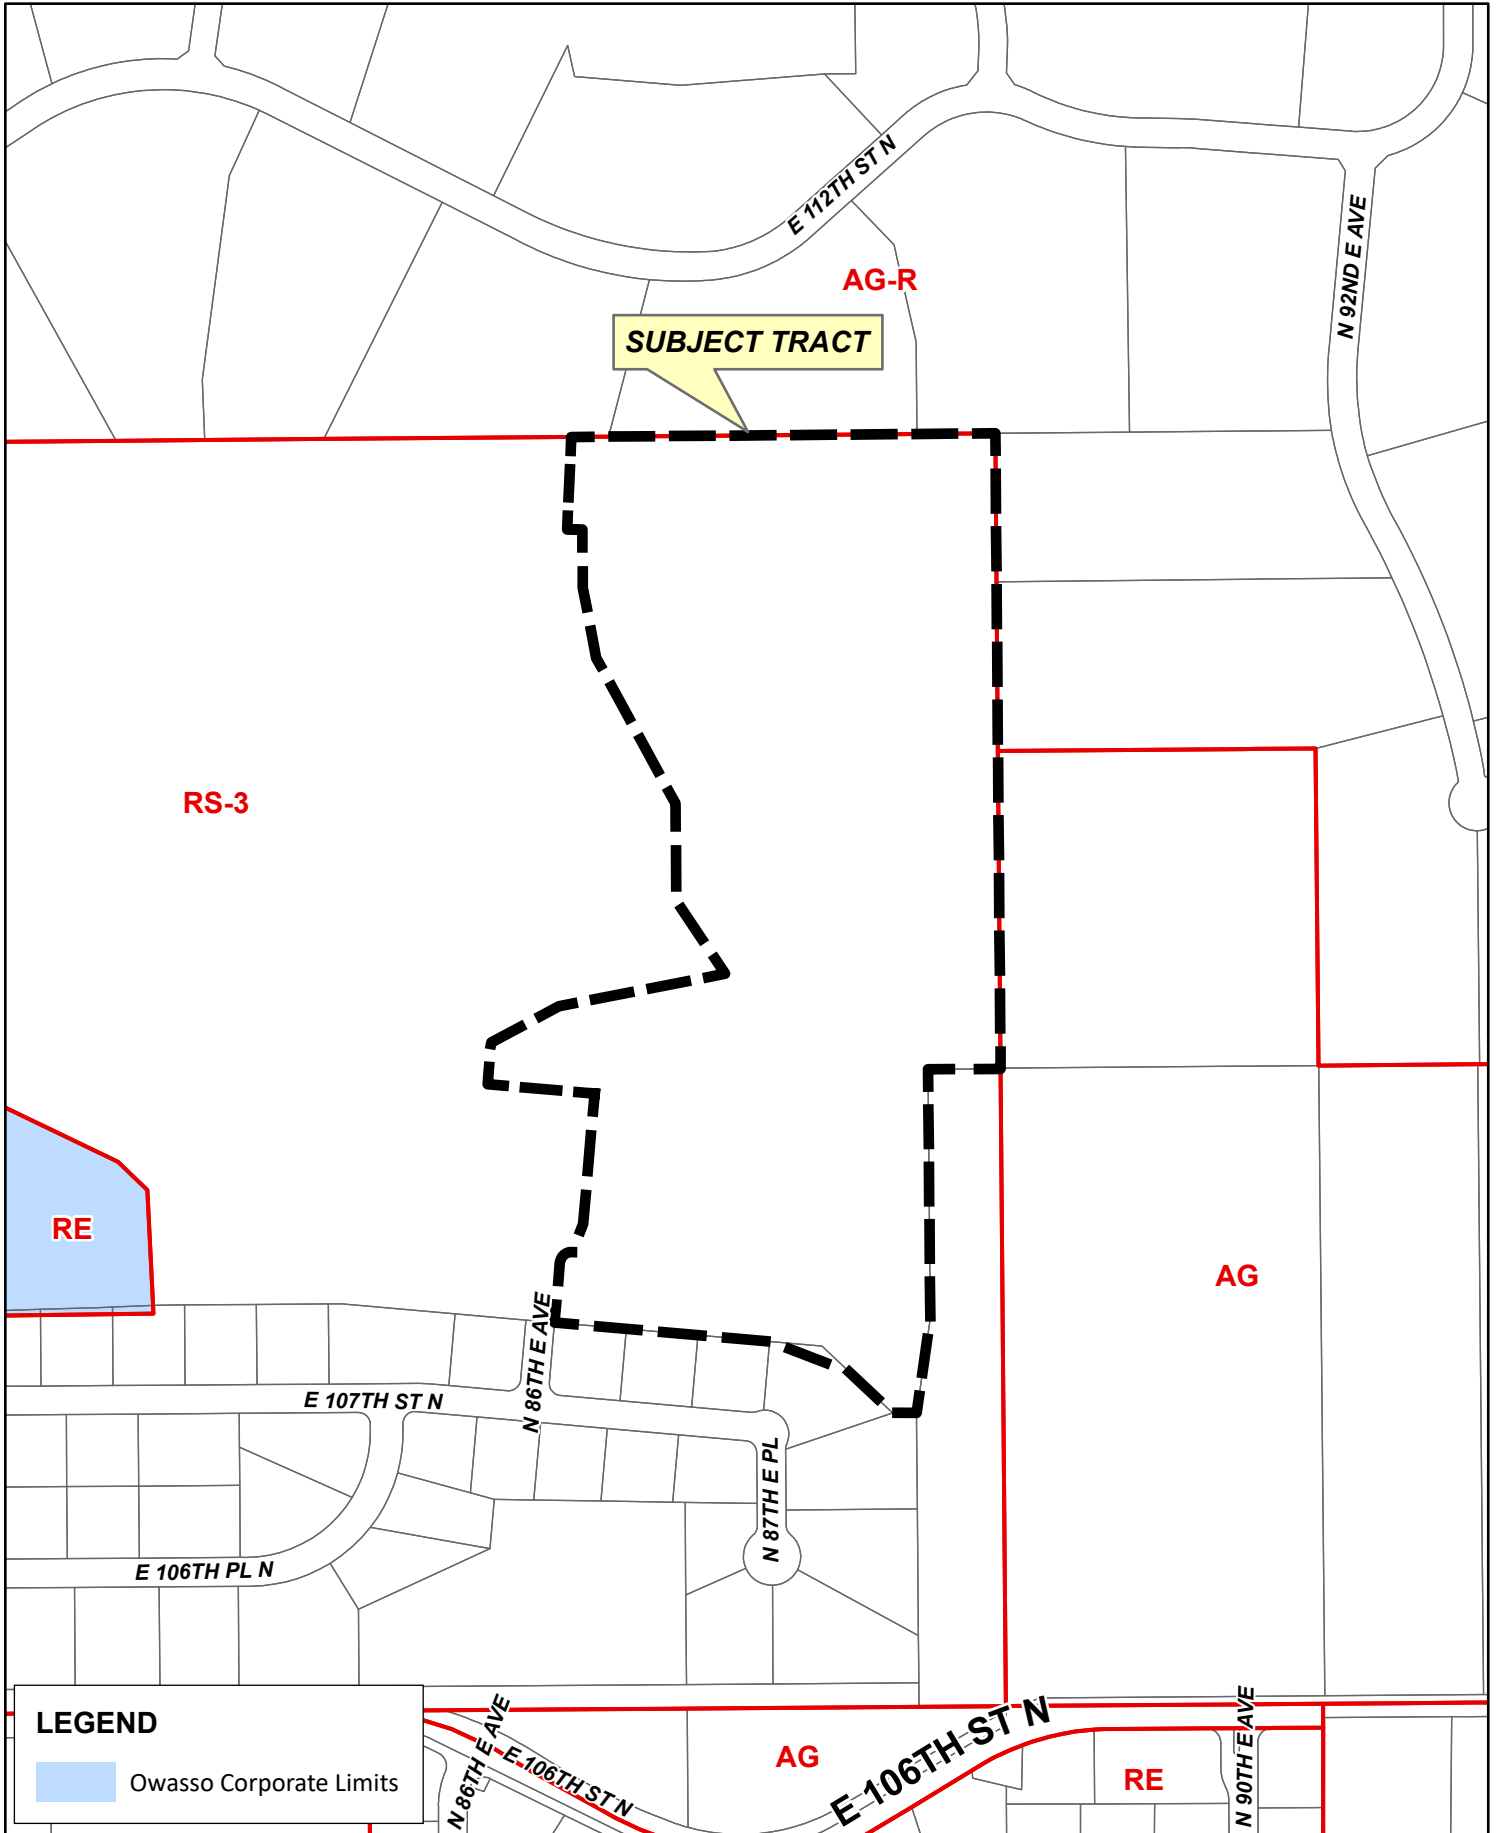 E 112TH ST N
N 92ND E AVE
AG-R
SUBJECT TRACT
RS-3
RE
AG
N 86TH E AVE
E 107TH ST N
N 87TH E PL
E 106TH PL N
LEGEND
Owasso Corporate Limits
N 86TH E AVE
E 106TH ST N
AG
E 106TH ST N
RE
N 90TH E AVE